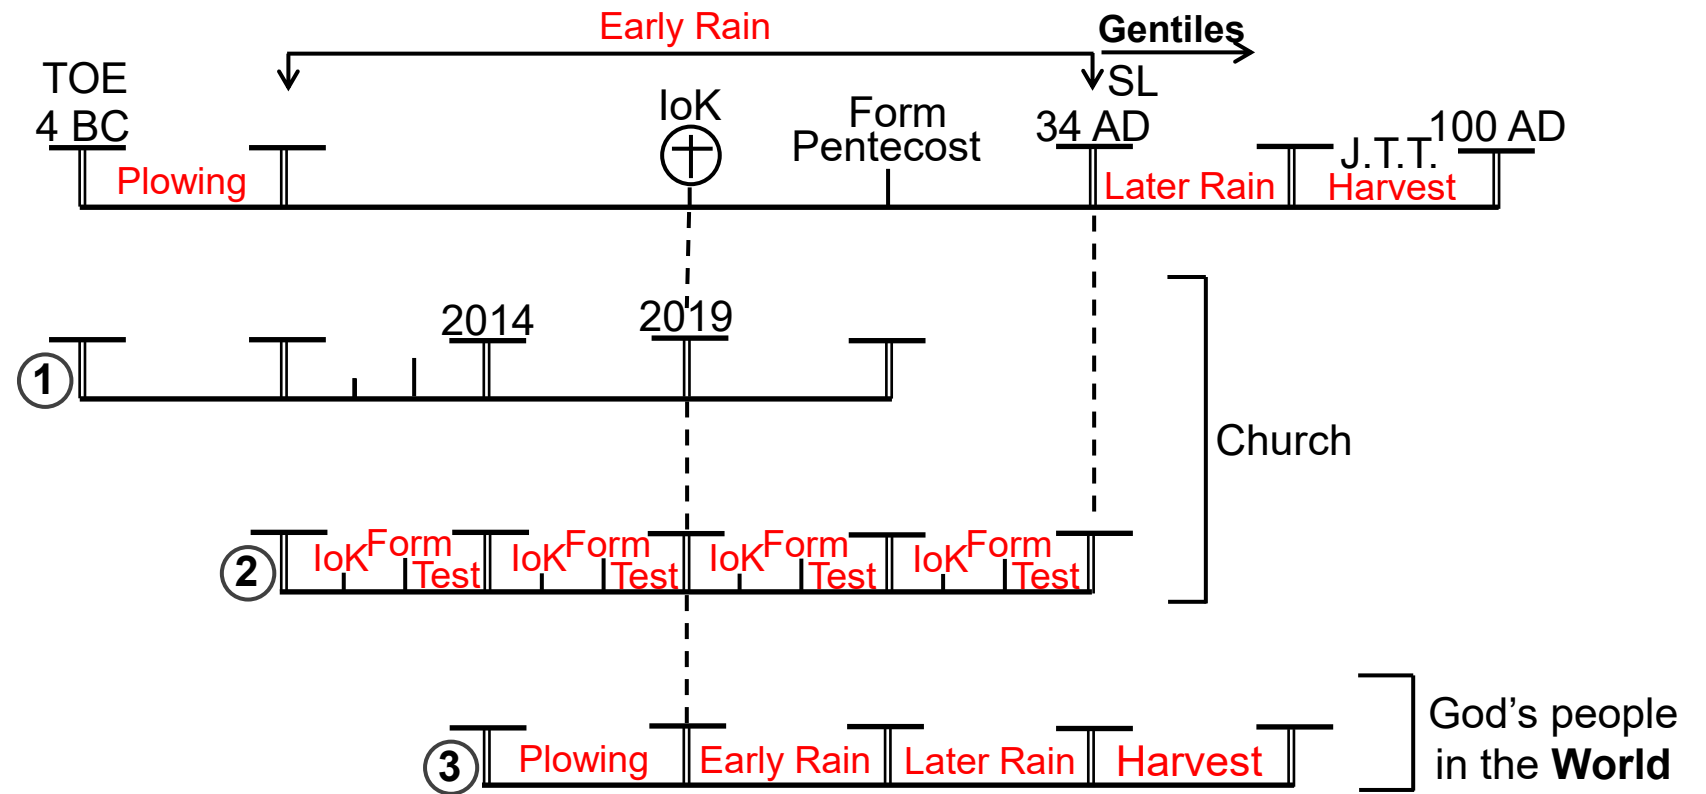 Early Rain
Gentiles
TOE
4 BC
IoK
Form
Pentecost
SL
34 AD
J.T.T.
100 AD
Plowing
Later Rain
Harvest
2014
2019
1
Church
IoK Form Test
IoK Form Test
IoK Form Test
IoK Form Test
2
3
Plowing
Early Rain
Later Rain
Harvest
God's people
in the World